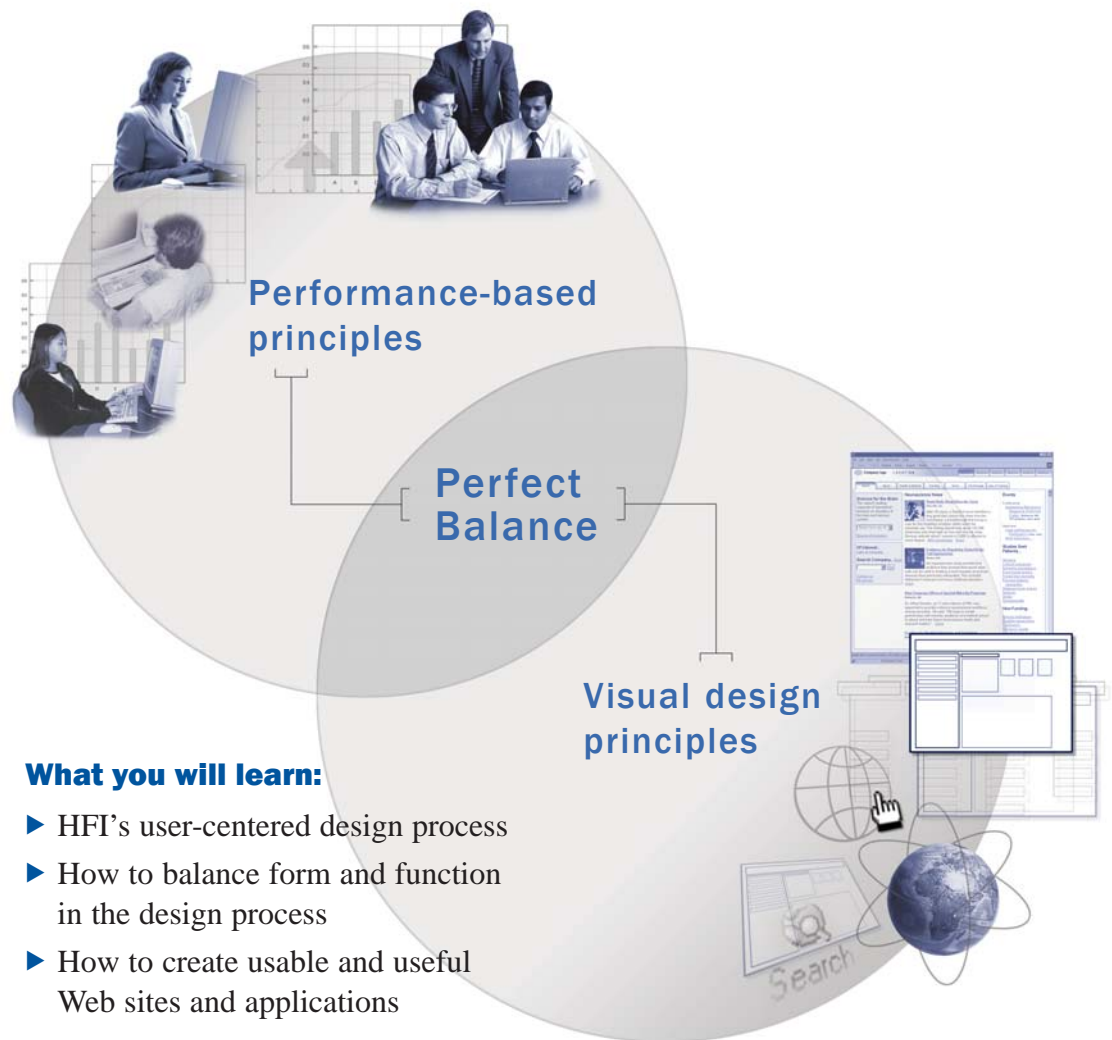 Performance-based
principles
Perfect
Balance
Visual design
principles
What you will learn:
▶ HFI's user-centered design process
▶ How to balance form and function
in the design process
▶ How to create usable and useful
Web sites and applications
Search